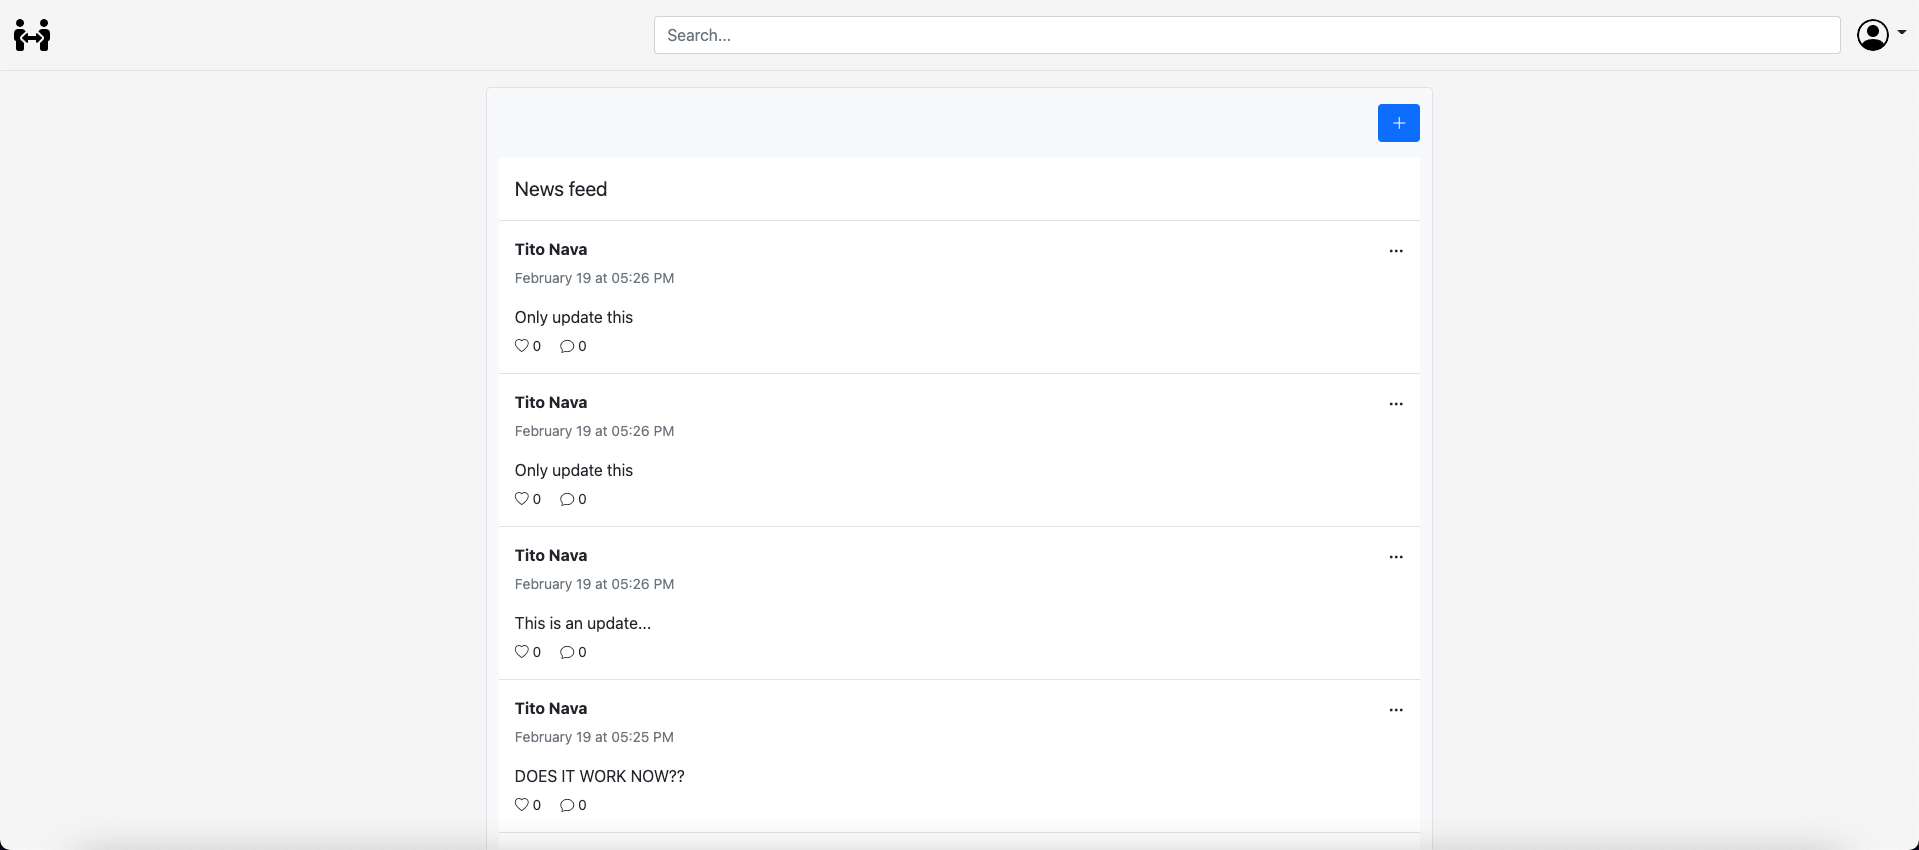 Search...
News feed
Tito Nava
February 19 at 05:26 PM
Only update this
0 0
Tito Nava
February 19 at 05:26 PM
Only update this
0 0
Tito Nava
February 19 at 05:26 PM
This is an update...
0 0
Tito Nava
February 19 at 05:25 PM
DOES IT WORK NOW??
0 0